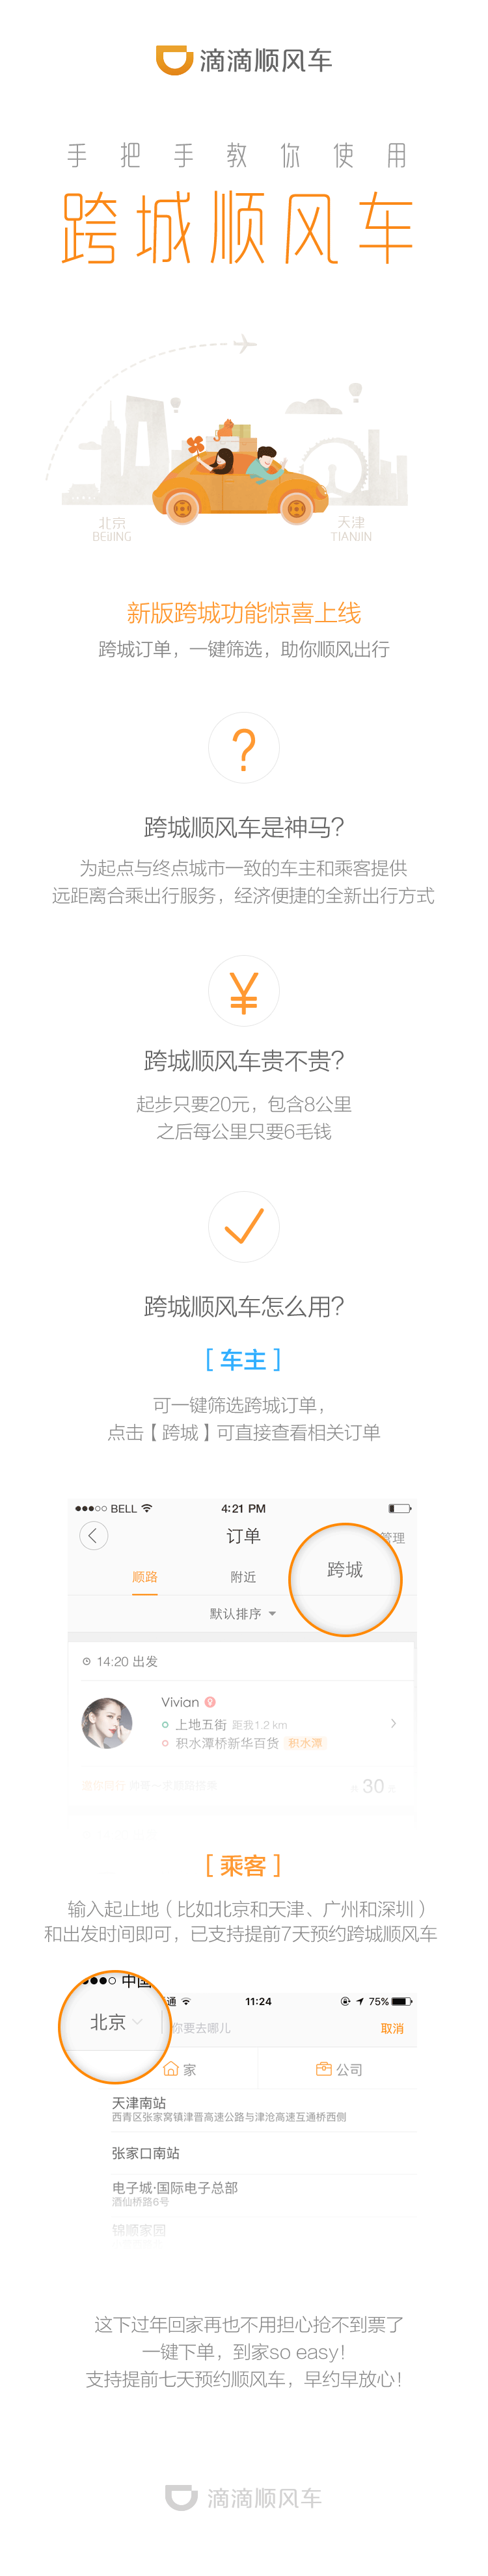 滴滴顺风车
手把手教你使用
跨城顺风车
北京
BEIJING
天津
TIANJIN
新版跨城功能惊喜上线
跨城订单，一键筛选，助你顺风出行
?
跨城顺风车是神马?
为起点与终点城市一致的车主和乘客提供
远距离合乘出行服务，经济便捷的全新出行方式
¥
跨城顺风车贵不贵?
起步只要20元，包含8公里
之后每公里只要6毛钱
跨城顺风车怎么用?
[ 车主 ]
可一键筛选跨城订单，
点击【 跨城 】可直接查看相关订单
BELL 4:21 PM
订单 管理
顺路 附近 跨城
默认排序
14:20 出发
Vivian
上地五街 距我1.2 km
积水潭桥新华百货 积水潭
30
[ 乘客 ]
输入起止地（ 比如北京和天津、广州和深圳 ）
和出发时间即可，已支持提前7天预约跨城顺风车
中国
通 11:24 75%
北京 你要去哪儿 取消
家 公司
天津南站
西青区张家窝镇津晋高速公路与津沧高速互通桥西侧
张家口南站
电子城·国际电子总部
酒仙桥路6号
锦顺家园
这下过年回家再也不用担心抢不到票了
一键下单，到家so easy！
支持提前七天预约顺风车，早约早放心！
滴滴顺风车